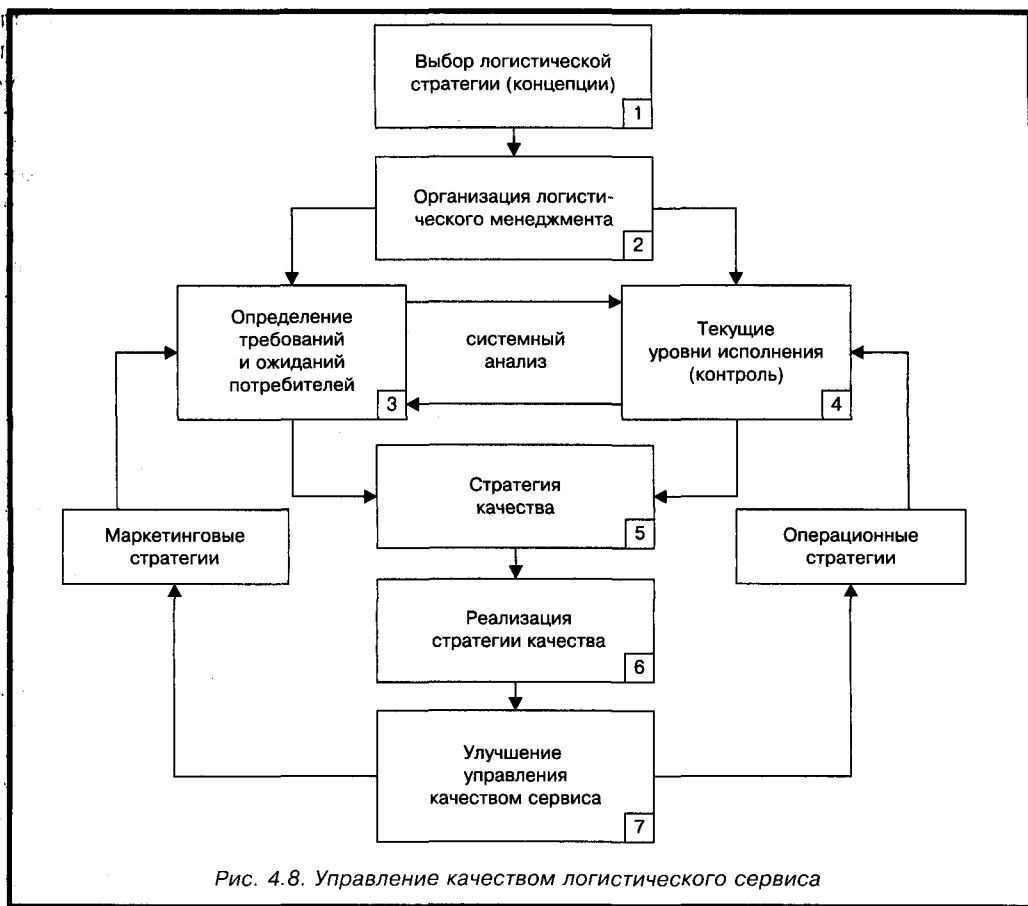 Выбор логистической
стратегии (концепции)
1
Организация логисти-
ческого менеджмента
2
Определение
требований
и ожиданий
потребителей
3
системный
анализ
Текущие
уровни исполнения
(контроль)
4
Стратегия
качества
5
Маркетинговые
стратегии
Операционные
стратегии
Реализация
стратегии качества
6
Улучшение
управления
качеством сервиса
7
Рис. 4.8. Управление качеством логистического сервиса